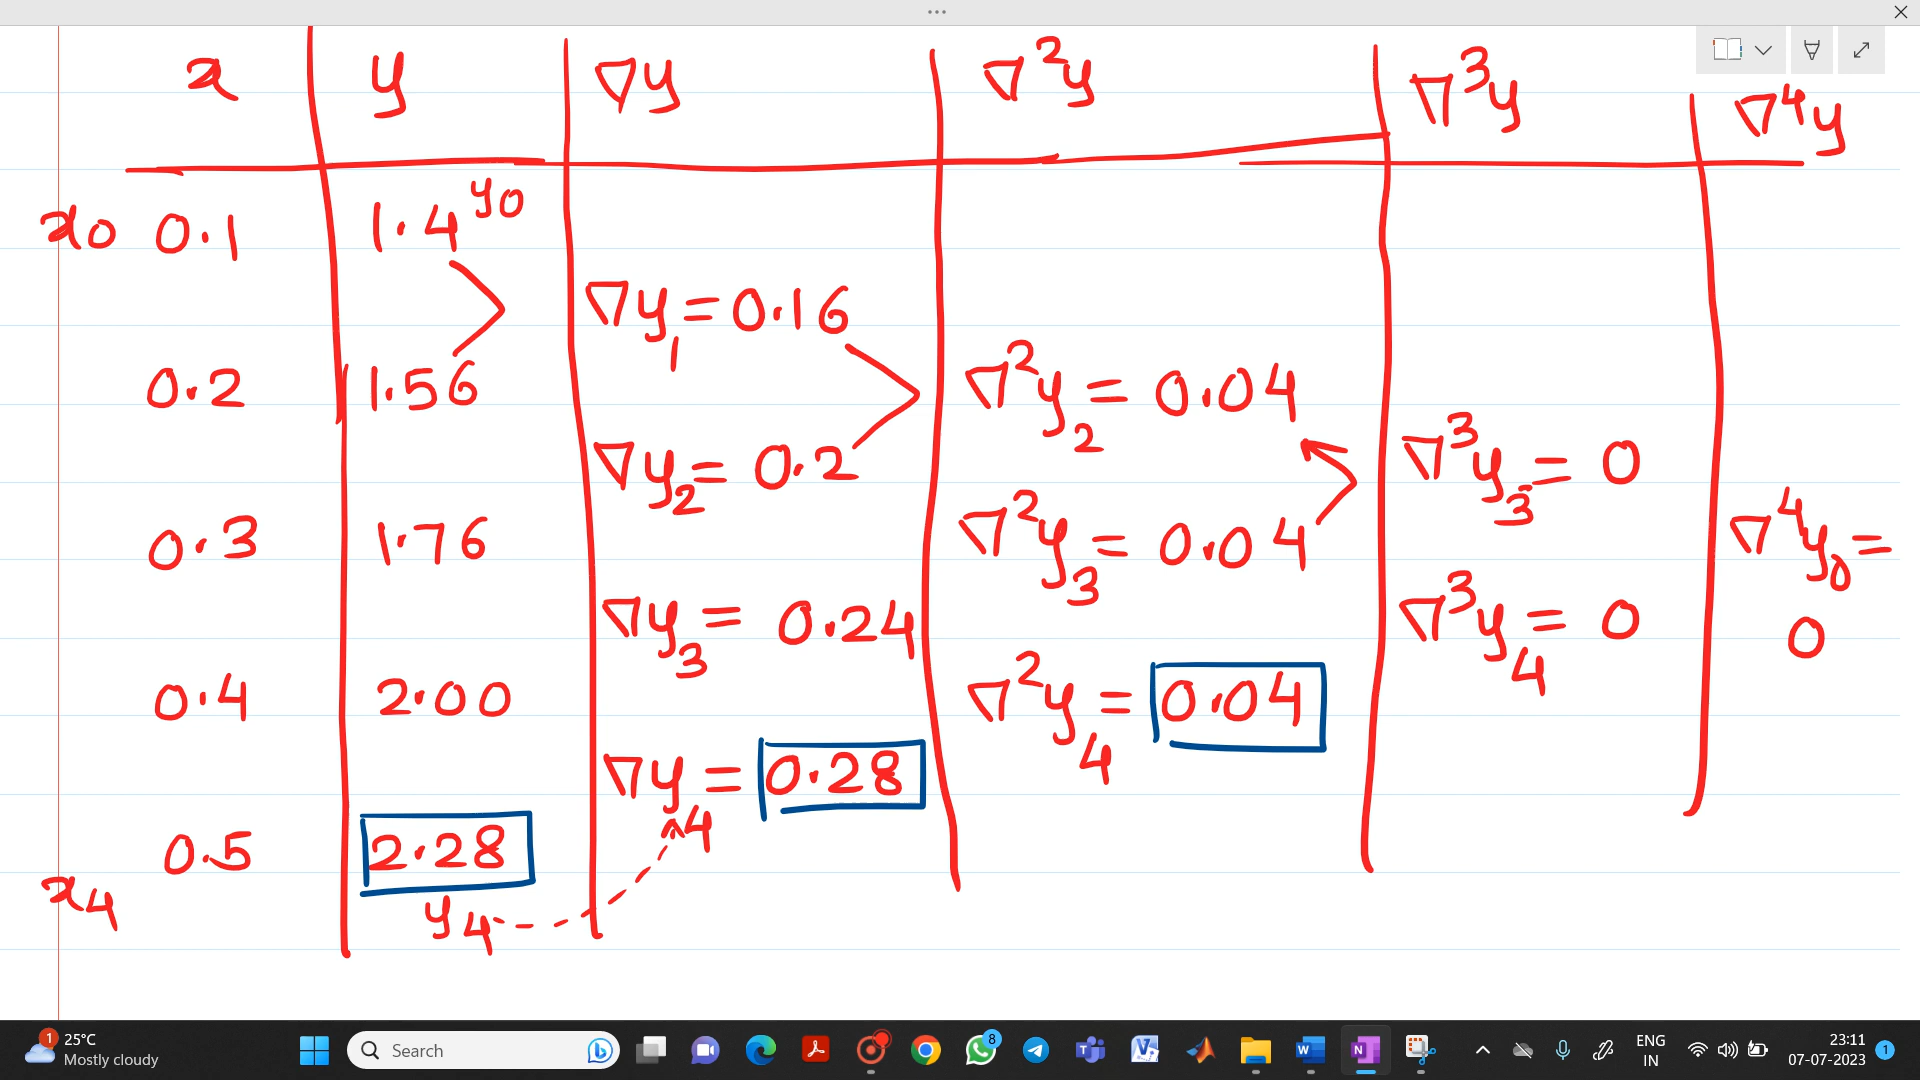 x y ∇y ∇²y ∇³y ∇⁴y
x₀ 0.1 1.4 y₀
∇y₁ = 0.16
0.2 1.56 ∇²y₂ = 0.04
∇y₂ = 0.2 ∇³y₃ = 0
0.3 1.76 ∇²y₃ = 0.04 ∇⁴y₀ =
∇y₃ = 0.24 ∇³y₄ = 0 0
0.4 2.00 ∇²y₄ = 0.04
∇y₄ = 0.28
0.5 2.28
x₄ y₄
1 25°C
Mostly cloudy
Search
8
ENG
IN
23:11
07-07-2023
1